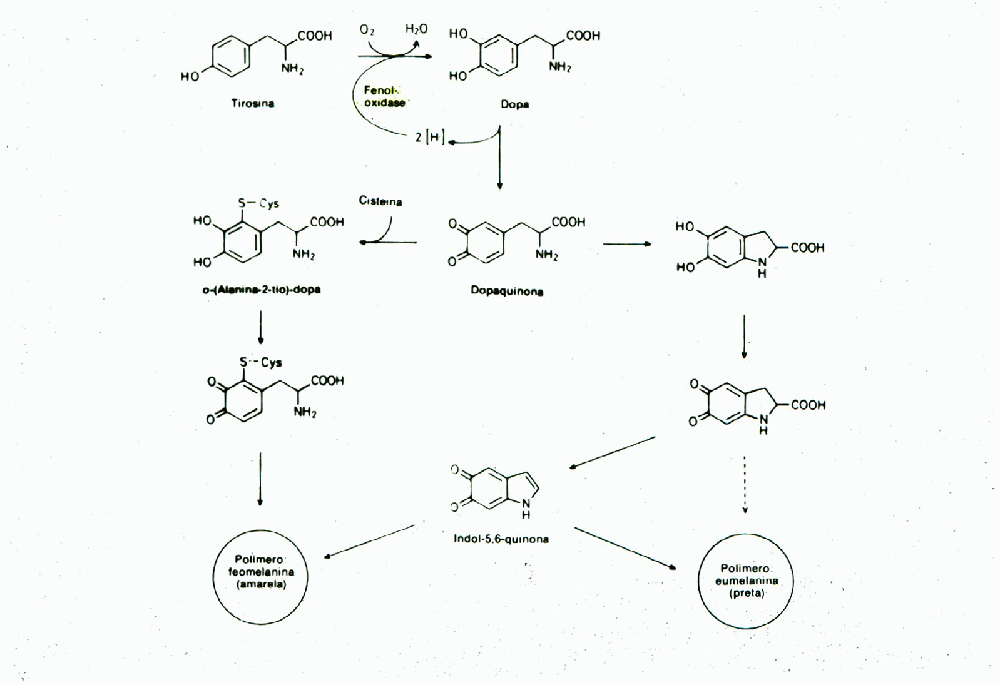 O2
H2O
COOH
NH2
HO
Tirosina
HO
HO
COOH
NH2
Dopa
Fenol-
oxidase
2 [H]
S-Cys
HO
HO
COOH
NH2
o-(Alanina-2-tio)-dopa
Cisteina
O
O
COOH
NH2
Dopaquinona
HO
HO
COOH
N
H
S--Cys
O
O
COOH
NH2
O
O
COOH
N
H
O
O
N
H
Indol-5,6-quinona
Polimero:
feomelanina
(amarela)
Polimero:
eumelanina
(preta)